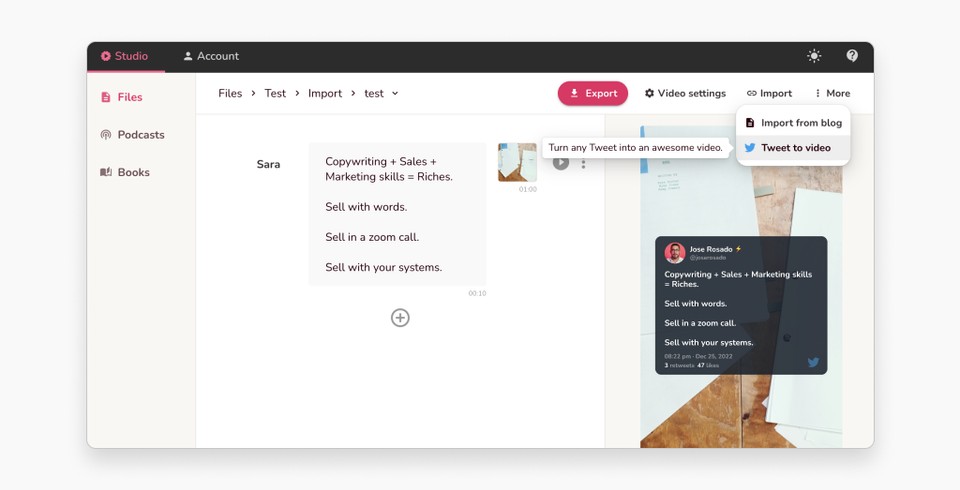 Studio
Account
Files
Podcasts
Books
Files > Test > Import > test
Export
Video settings
Import
More
Import from blog
Tweet to video
Turn any Tweet into an awesome video.
Sara
Copywriting + Sales +
Marketing skills = Riches.
Sell with words.
Sell in a zoom call.
Sell with your systems.
01:00
00:10
Jose Rosado ⚡
@joserosado
Copywriting + Sales + Marketing skills
= Riches.
Sell with words.
Sell in a zoom call.
Sell with your systems.
08:22 pm · Dec 25, 2022
3 retweets 47 likes